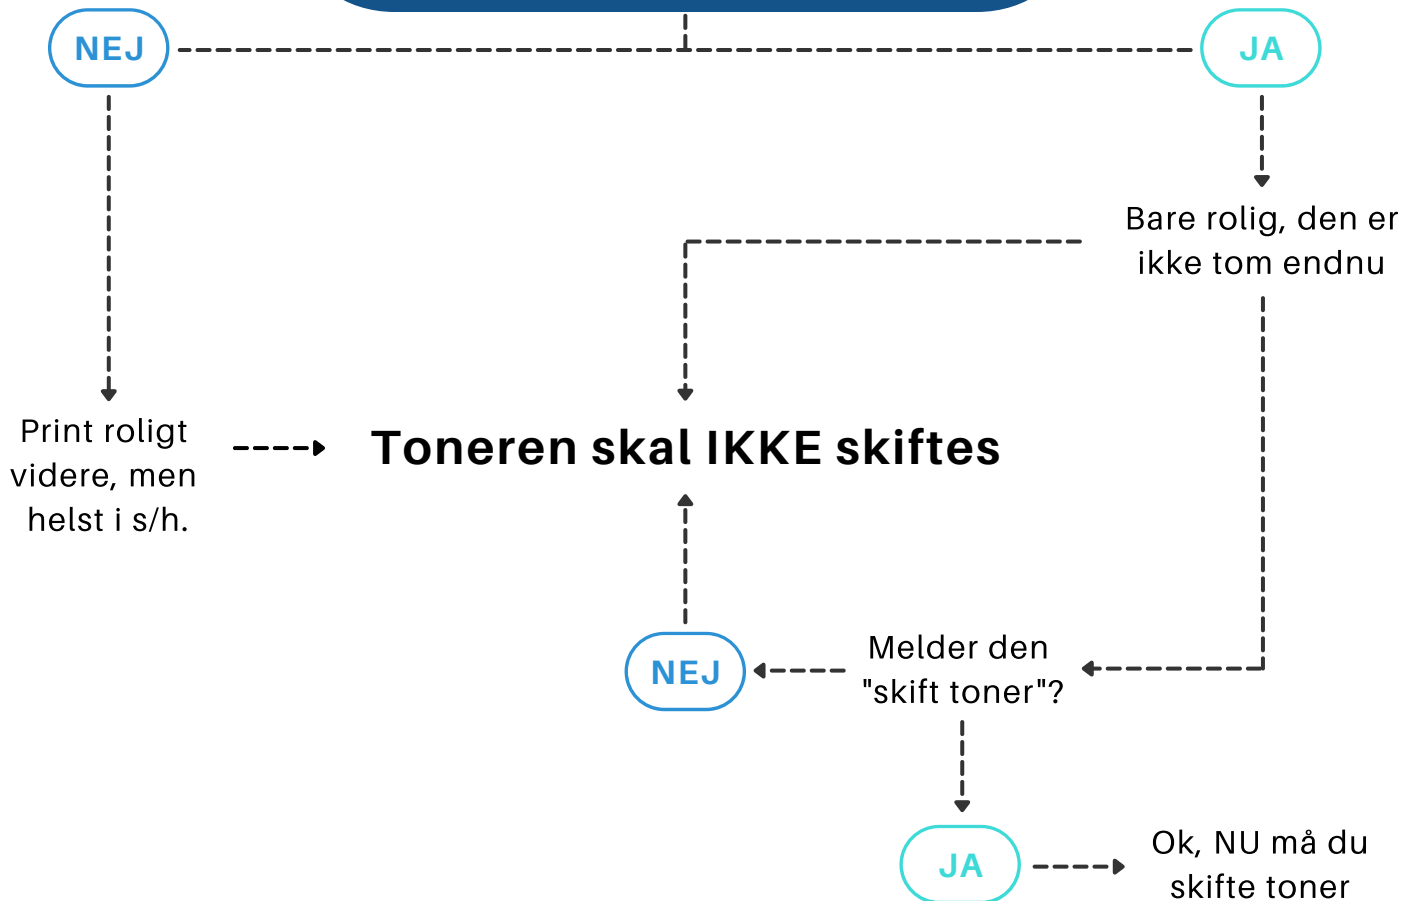 NEJ
JA
Bare rolig, den er
ikke tom endnu
Print roligt
videre, men
helst i s/h.
Toneren skal IKKE skiftes
NEJ
Melder den
"skift toner"?
JA
Ok, NU må du
skifte toner